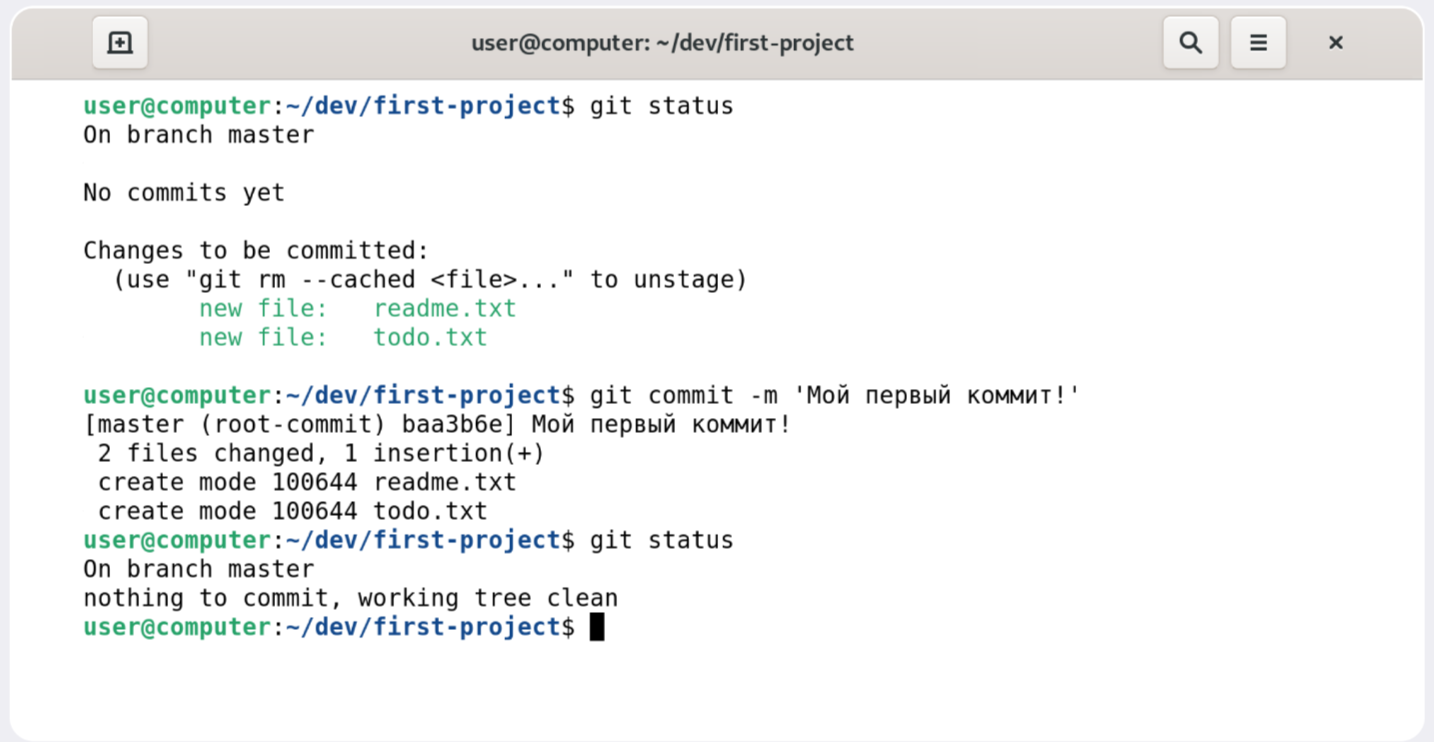 user@computer: ~/dev/first-project
user@computer:~/dev/first-project$ git status
On branch master
No commits yet
Changes to be committed:
  (use "git rm --cached <file>..." to unstage)
        new file:   readme.txt
        new file:   todo.txt
user@computer:~/dev/first-project$ git commit -m 'Мой первый коммит!'
[master (root-commit) baa3b6e] Мой первый коммит!
 2 files changed, 1 insertion(+)
 create mode 100644 readme.txt
 create mode 100644 todo.txt
user@computer:~/dev/first-project$ git status
On branch master
nothing to commit, working tree clean
user@computer:~/dev/first-project$